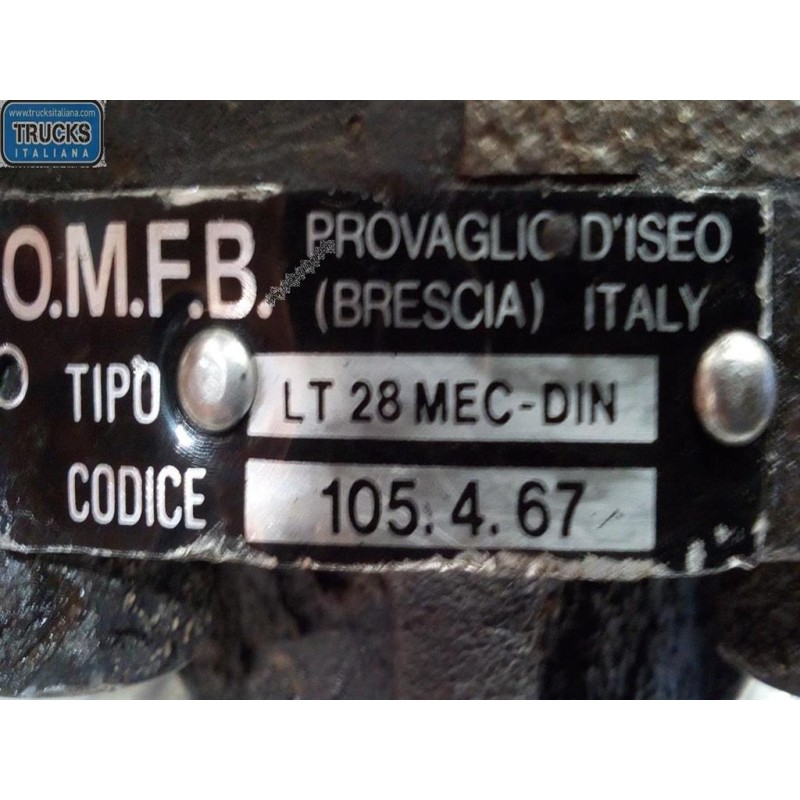 www.trucksitaliana.com
TRUCKS
ITALIANA
O.M.F.B. PROVAGLIO D'ISEO
(BRESCIA) ITALY
TIPO LT 28 MEC-DIN
CODICE 105.4.67